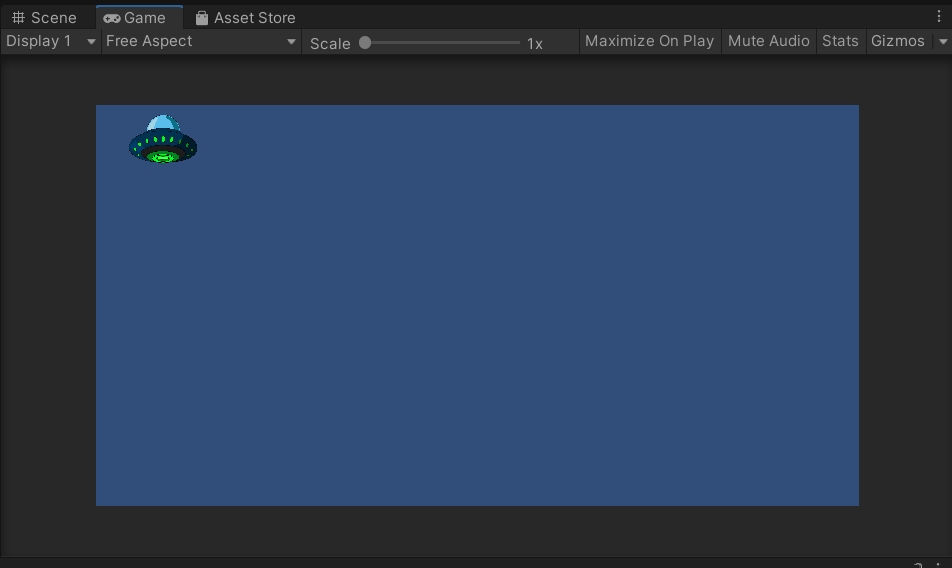 Scene Game Asset Store
Display 1 Free Aspect Scale 1x Maximize On Play Mute Audio Stats Gizmos